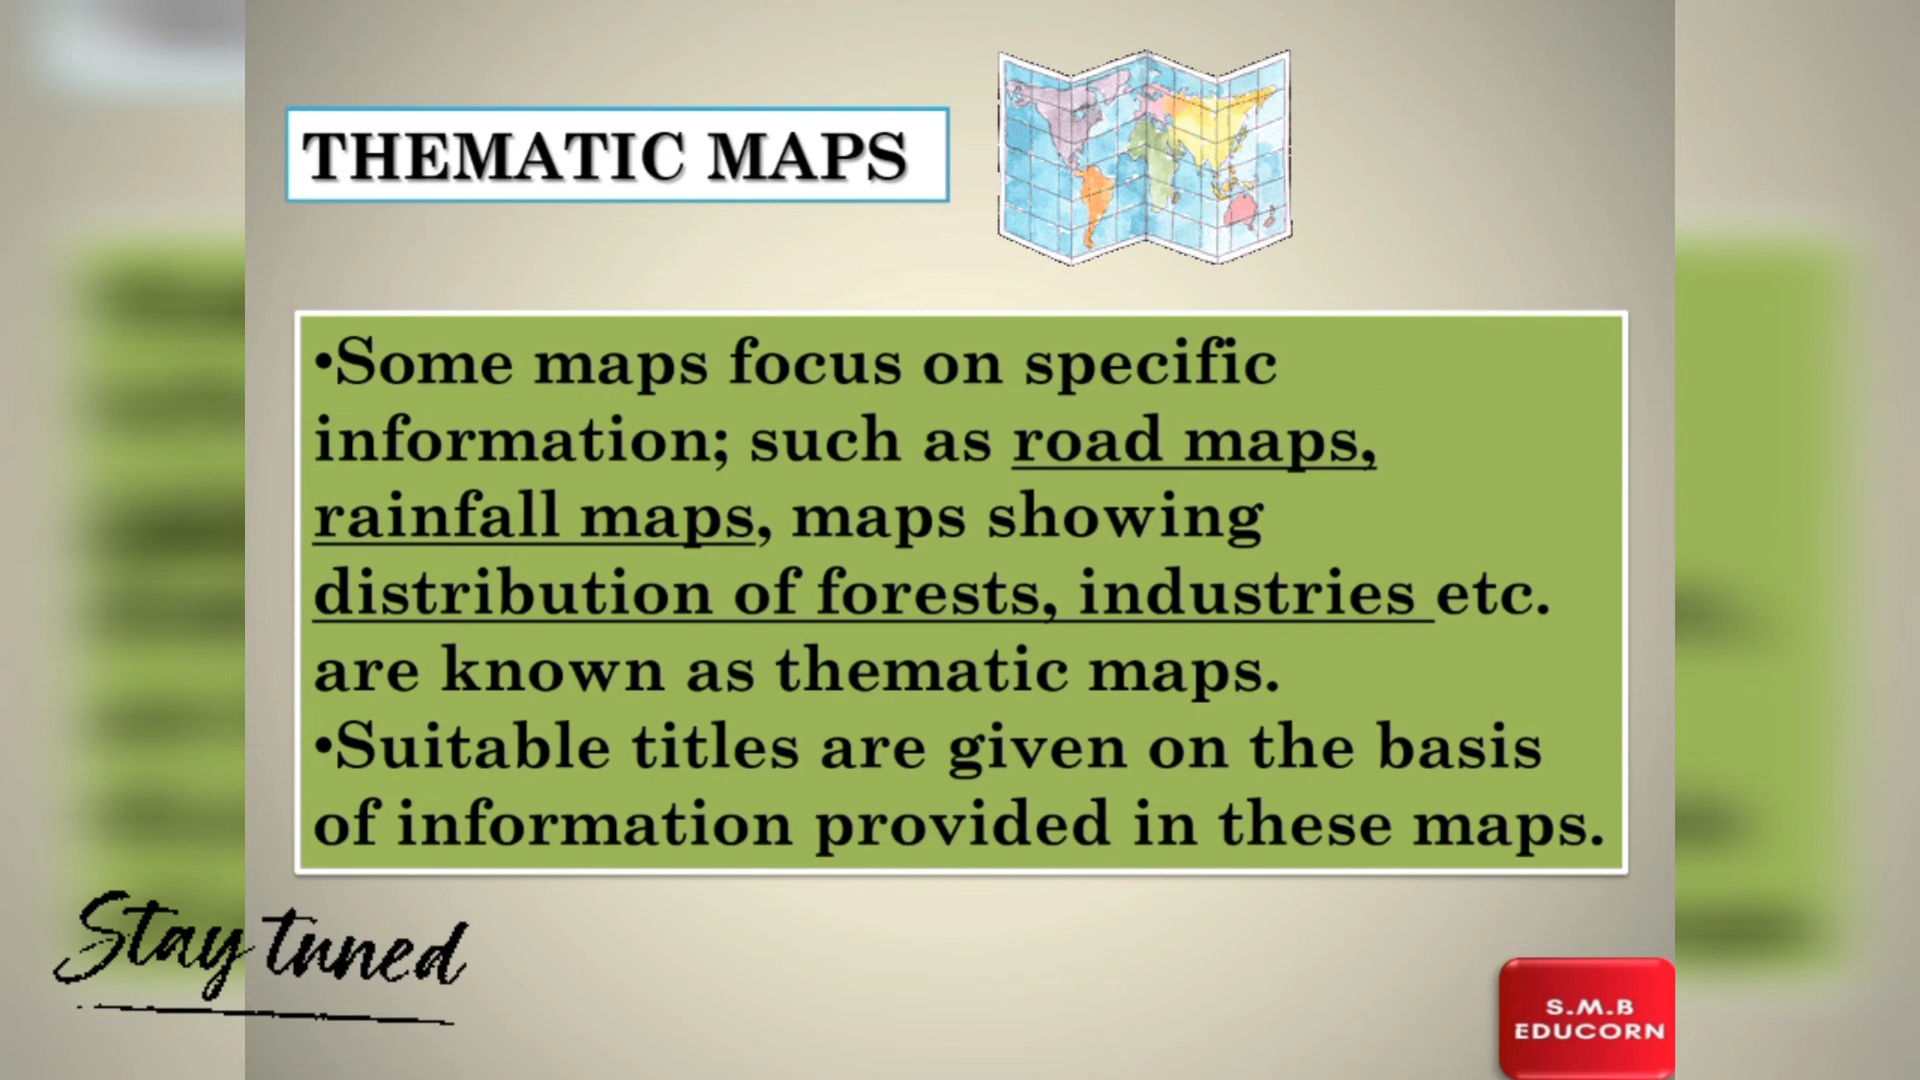 THEMATIC MAPS
•Some maps focus on specific
information; such as road maps,
rainfall maps, maps showing
distribution of forests, industries etc.
are known as thematic maps.
•Suitable titles are given on the basis
of information provided in these maps.
Stay tuned
S.M.B
EDUCORN